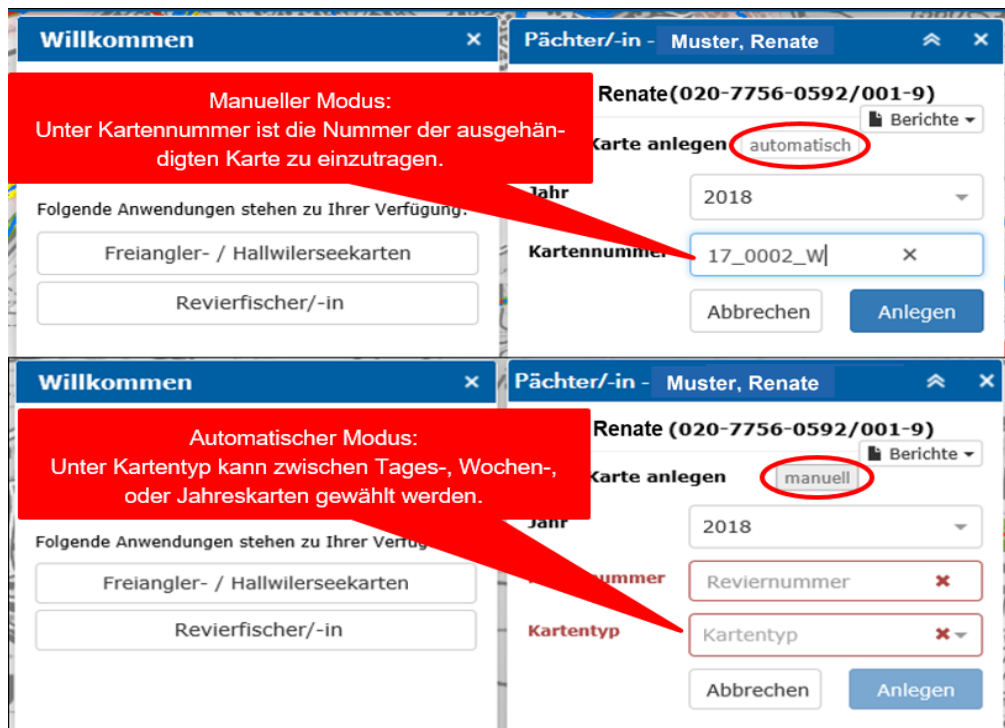 Willkommen
Pächter/-in - Muster, Renate
Manueller Modus:
Unter Kartennummer ist die Nummer der ausgehän-
digten Karte zu einzutragen.
Renate(020-7756-0592/001-9)
Berichte
Karte anlegen automatisch
Jahr
2018
Folgende Anwendungen stehen zu Ihrer Verfügung:
Freiangler- / Hallwilerseekarten
Revierfischer/-in
Kartennummer
17_0002_W
Abbrechen
Anlegen
Willkommen
Pächter/-in - Muster, Renate
Automatischer Modus:
Unter Kartentyp kann zwischen Tages-, Wochen-,
oder Jahreskarten gewählt werden.
Renate (020-7756-0592/001-9)
Berichte
Karte anlegen manuell
Jahr
2018
Folgende Anwendungen stehen zu Ihrer
Freiangler- / Hallwilerseekarten
Revierfischer/-in
Reviernummer
Kartentyp
Kartentyp
Abbrechen
Anlegen